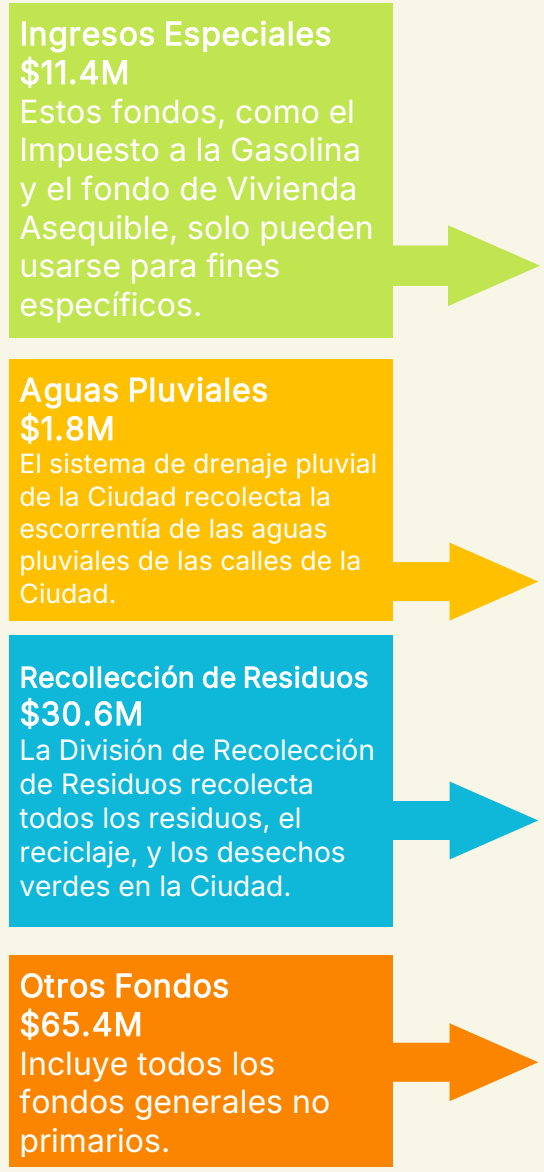 Ingresos Especiales
$11.4M
Estos fondos, como el
Impuesto a la Gasolina
y el fondo de Vivienda
Asequible, solo pueden
usarse para fines
específicos.
Aguas Pluviales
$1.8M
El sistema de drenaje pluvial
de la Ciudad recolecta la
escorrentía de las aguas
pluviales de las calles de la
Ciudad.
Recollección de Residuos
$30.6M
La División de Recolección
de Residuos recolecta
todos los residuos, el
reciclaje, y los desechos
verdes en la Ciudad.
Otros Fondos
$65.4M
Incluye todos los
fondos generales no
primarios.